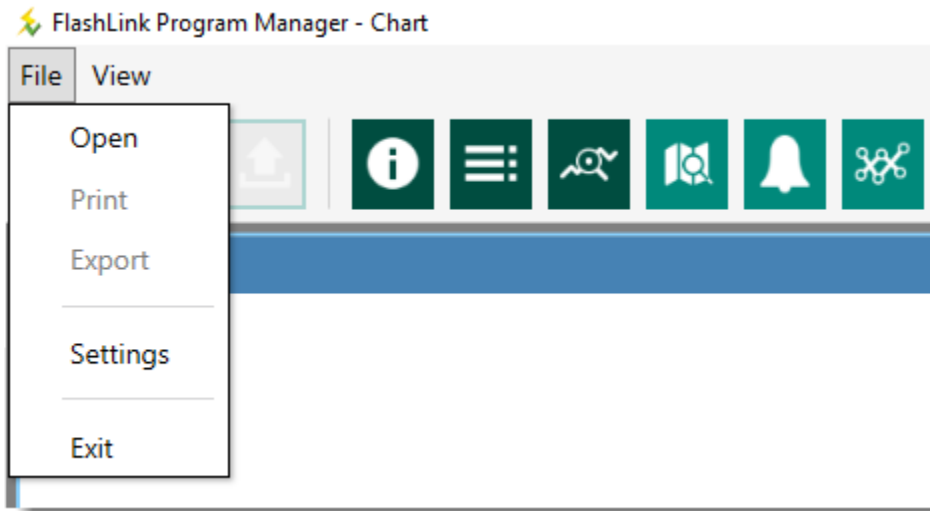 FlashLink Program Manager - Chart
File View
Open
Print
Export
Settings
Exit